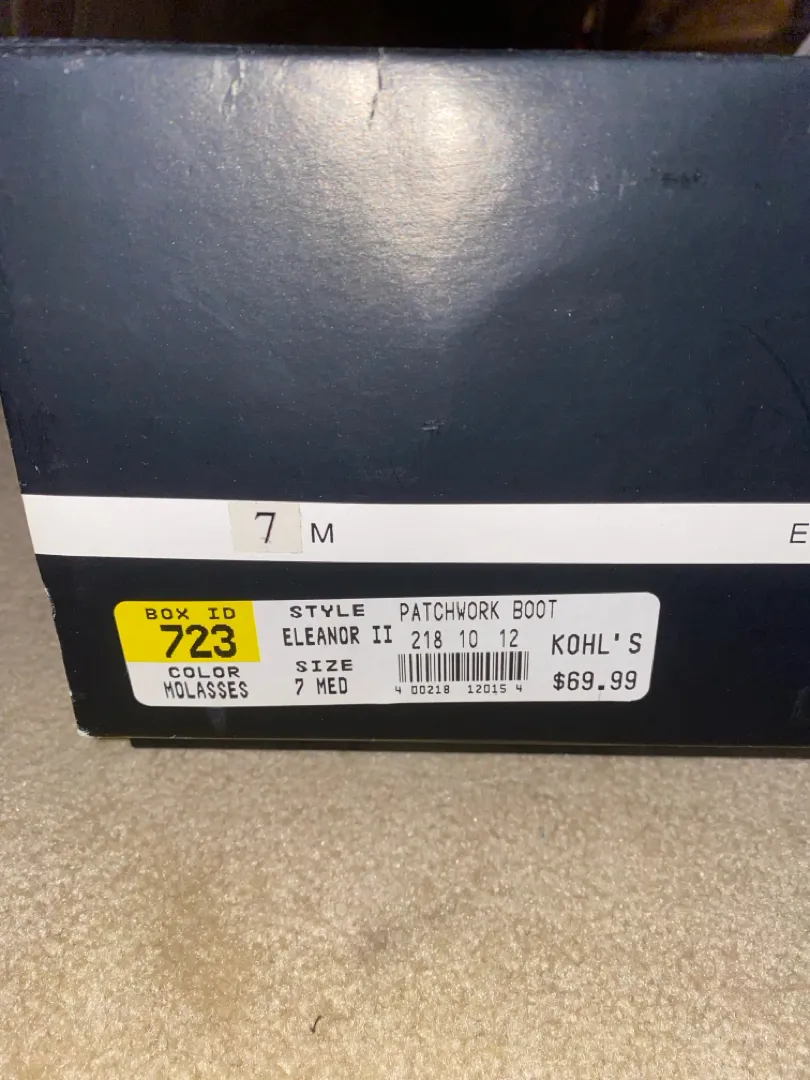 7 M E
BOX ID
723
COLOR
MOLASSES
STYLE
ELEANOR II
SIZE
7 MED
PATCHWORK BOOT
218 10 12
4 00218 12015 4
KOHL'S
$69.99